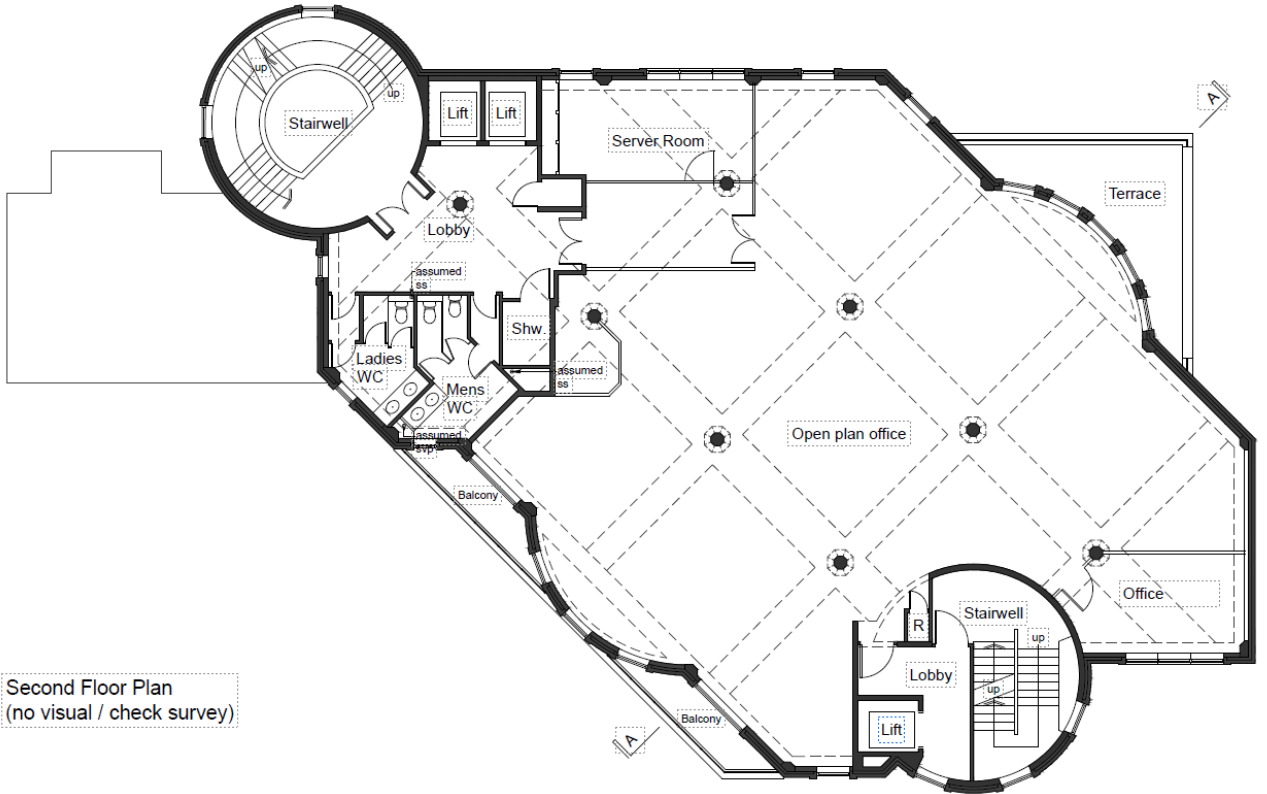 up
up
Stairwell
Lift
Lift
Server Room
A
Terrace
Lobby
assumed
ss
Shw.
Ladies
WC
Mens
WC
assumed
ss
assumed
svp
Open plan office
Balcony
Office
Stairwell
R
up
Lobby
up
Lift
Balcony
A
Second Floor Plan
(no visual / check survey)